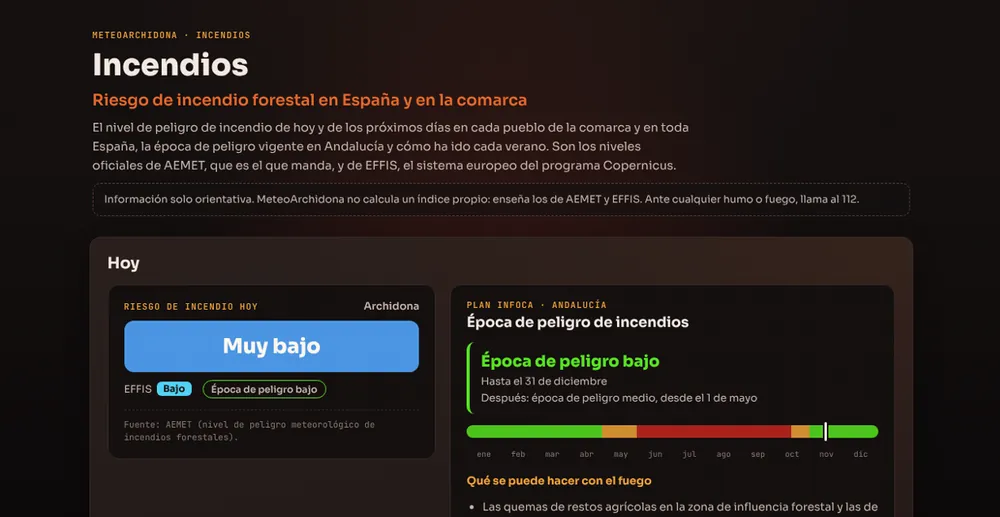 METEOARCHIDONA · INCENDIOS
Incendios
Riesgo de incendio forestal en España y en la comarca
El nivel de peligro de incendio de hoy y de los próximos días en cada pueblo de la comarca y en toda
España, la época de peligro vigente en Andalucía y cómo ha ido cada verano. Son los niveles
oficiales de AEMET, que es el que manda, y de EFFIS, el sistema europeo del programa Copernicus.
Información solo orientativa. MeteoArchidona no calcula un índice propio: enseña los de AEMET y EFFIS. Ante cualquier humo o fuego, llama al 112.
Hoy
RIESGO DE INCENDIO HOY
Archidona
Muy bajo
EFFIS Bajo Época de peligro bajo
Fuente: AEMET (nivel de peligro meteorológico de
incendios forestales).
PLAN INFOCA · ANDALUCÍA
Época de peligro de incendios
Época de peligro bajo
Hasta el 31 de diciembre
Después: época de peligro medio, desde el 1 de mayo
ene feb mar abr may jun jul ago sep oct nov dic
Qué se puede hacer con el fuego
• Las quemas de restos agrícolas en la zona de influencia forestal y las de